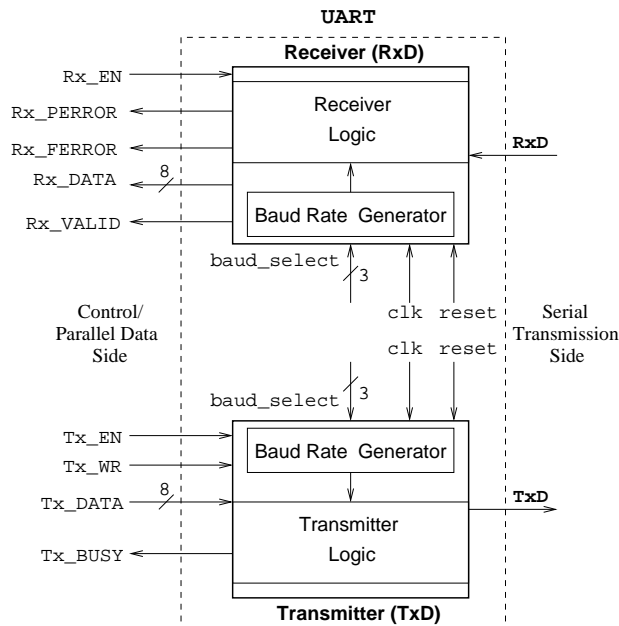 UART
Receiver (RxD)
Rx_EN
Rx_PERROR
Rx_FERROR
Rx_DATA
8
Rx_VALID
Receiver
Logic
RxD
Baud Rate Generator
baud_select
3
clk reset
Control/
Parallel Data
Side
Serial
Transmission
Side
clk reset
baud_select
3
Tx_EN
Tx_WR
Tx_DATA
8
Tx_BUSY
Baud Rate Generator
Transmitter
Logic
TxD
Transmitter (TxD)